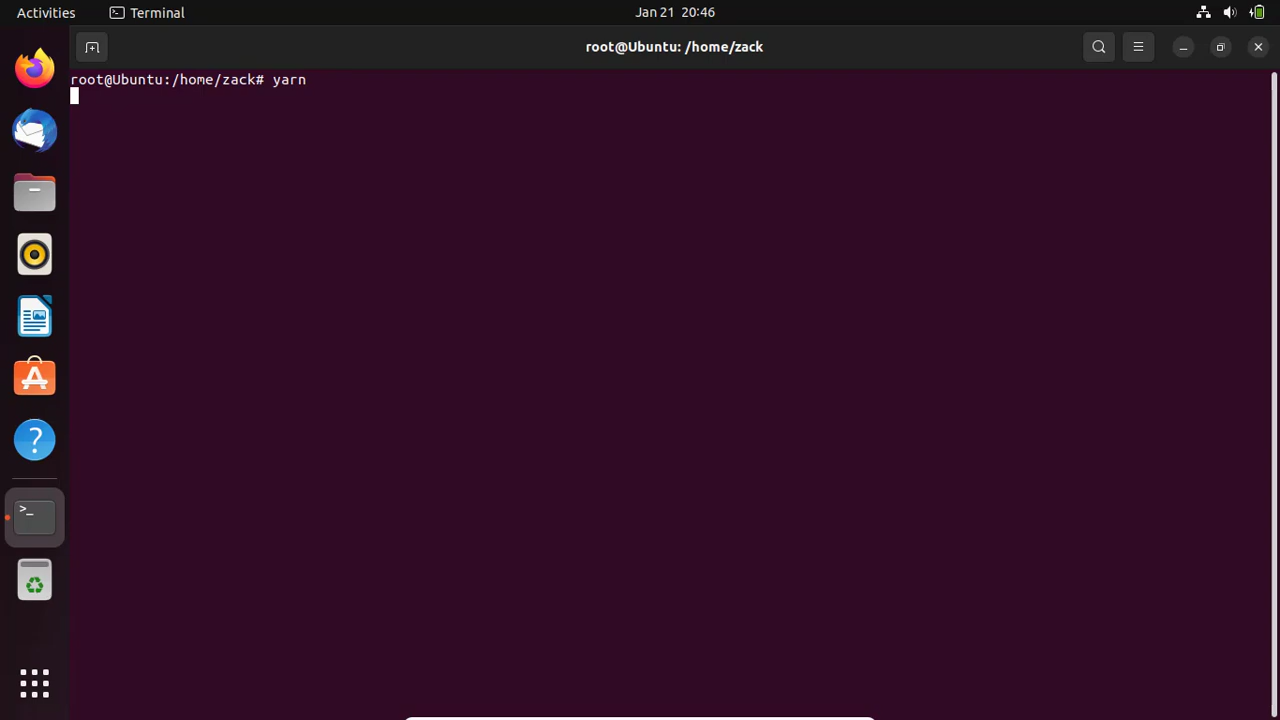 Activities
Terminal
Jan 21 20:46
root@Ubuntu: /home/zack
root@Ubuntu:/home/zack# yarn